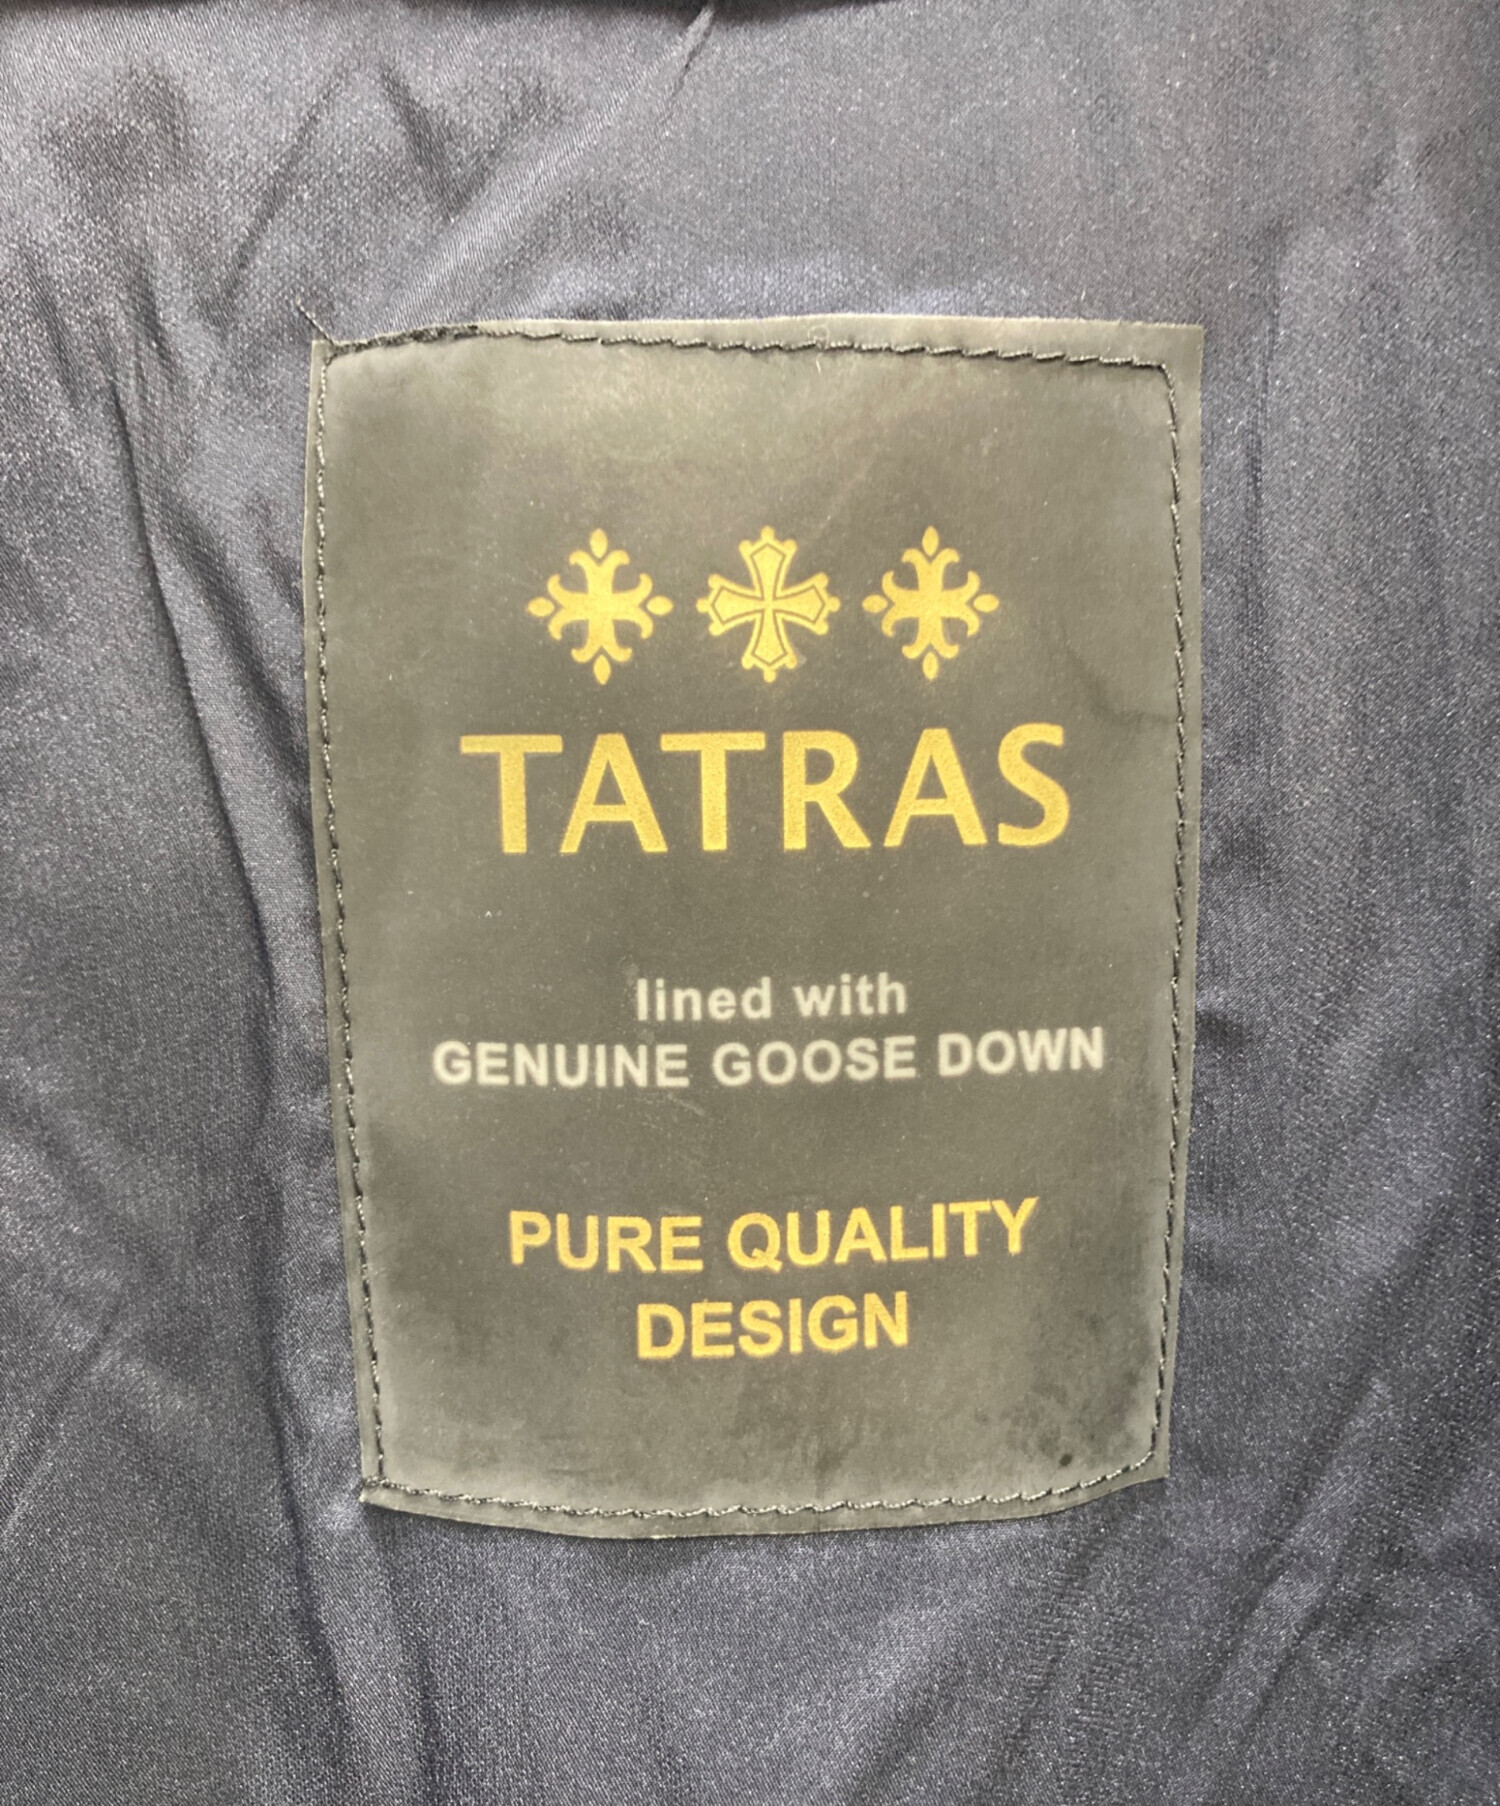 TATRAS
lined with
GENUINE GOOSE DOWN
PURE QUALITY
DESIGN